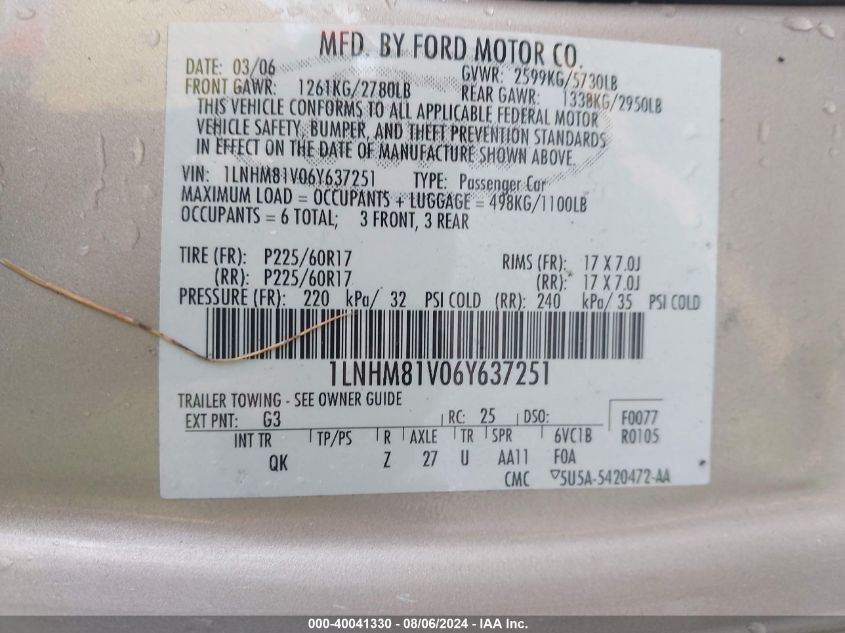 MFD. BY FORD MOTOR CO.
DATE: 03/06 GVWR: 2599KG/5730LB
FRONT GAWR: 1261KG/2780LB REAR GAWR: 1338KG/2950LB
THIS VEHICLE CONFORMS TO ALL APPLICABLE FEDERAL MOTOR
VEHICLE SAFETY, BUMPER, AND THEFT PREVENTION STANDARDS
IN EFFECT ON THE DATE OF MANUFACTURE SHOWN ABOVE.
VIN: 1LNHM81V06Y637251 TYPE: Passenger Car
MAXIMUM LOAD = OCCUPANTS + LUGGAGE = 498KG/1100LB
OCCUPANTS = 6 TOTAL; 3 FRONT, 3 REAR
TIRE (FR): P225/60R17 RIMS (FR): 17 X 7.0J
(RR): P225/60R17 (RR): 17 X 7.0J
PRESSURE (FR): 220 kPa/ 32 PSI COLD (RR): 240 kPa/ 35 PSI COLD
1LNHM81V06Y637251
TRAILER TOWING - SEE OWNER GUIDE
EXT PNT: G3 RC: 25 DSO: F0077
INT TR TP/PS R AXLE TR SPR 6VC1B R0105
QK Z 27 U AA11 F0A
CMC ▽5U5A-5420472-AA
000-40041330 - 08/06/2024 - IAA Inc.